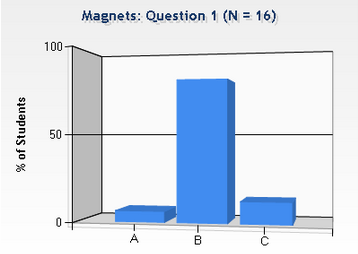 Magnets: Question 1 (N = 16)
100
50
0
% of Students
A B C